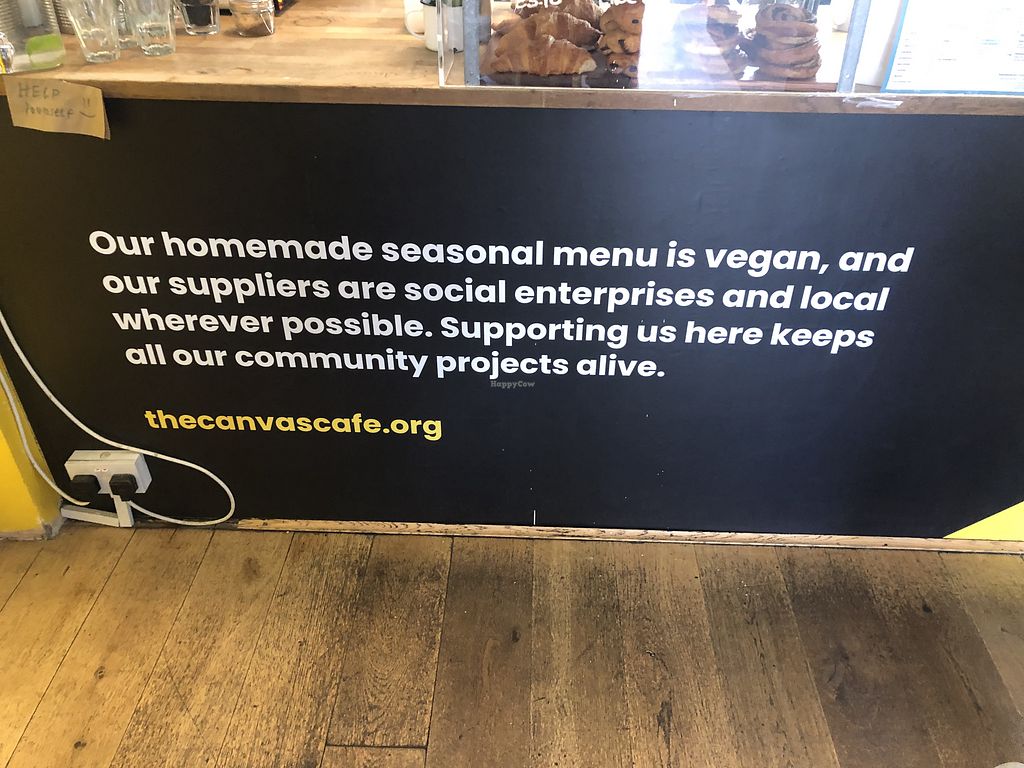 HELP
Yourself
Our homemade seasonal menu is vegan, and
our suppliers are social enterprises and local
wherever possible. Supporting us here keeps
all our community projects alive.
HappyCow
thecanvascafe.org